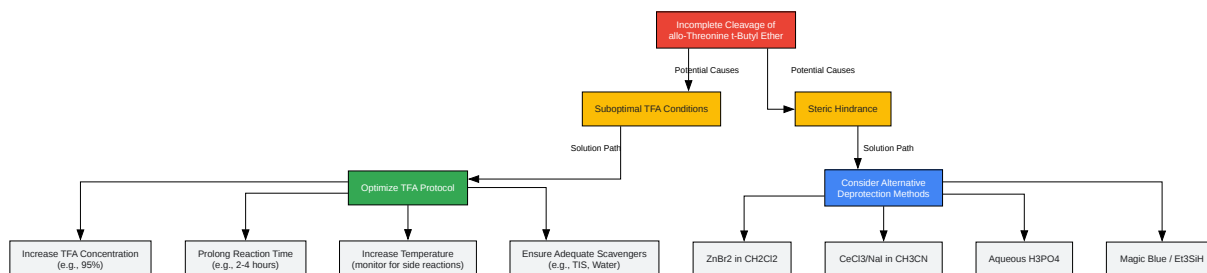 Incomplete Cleavage of
allo-Threonine t-Butyl Ether
Potential Causes
Potential Causes
Suboptimal TFA Conditions
Steric Hindrance
Solution Path
Solution Path
Optimize TFA Protocol
Consider Alternative
Deprotection Methods
Increase TFA Concentration
(e.g., 95%)
Prolong Reaction Time
(e.g., 2-4 hours)
Increase Temperature
(monitor for side reactions)
Ensure Adequate Scavengers
(e.g., TIS, Water)
ZnBr2 in CH2Cl2
CeCl3/NaI in CH3CN
Aqueous H3PO4
Magic Blue / Et3SiH